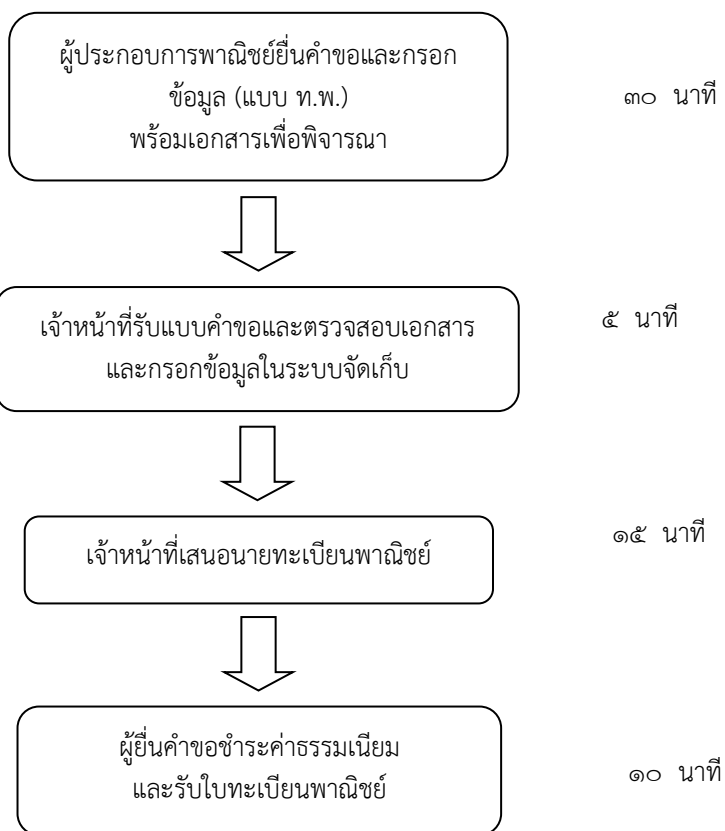 ผู้ประกอบการพาณิชย์ยื่นคำขอและกรอก
ข้อมูล (แบบ ท.พ.)
พร้อมเอกสารเพื่อพิจารณา
๓๐ นาที
เจ้าหน้าที่รับแบบคำขอและตรวจสอบเอกสาร
และกรอกข้อมูลในระบบจัดเก็บ
๕ นาที
เจ้าหน้าที่เสนอนายทะเบียนพาณิชย์
๑๕ นาที
ผู้ยื่นคำขอชำระค่าธรรมเนียม
และรับใบทะเบียนพาณิชย์
๑๐ นาที